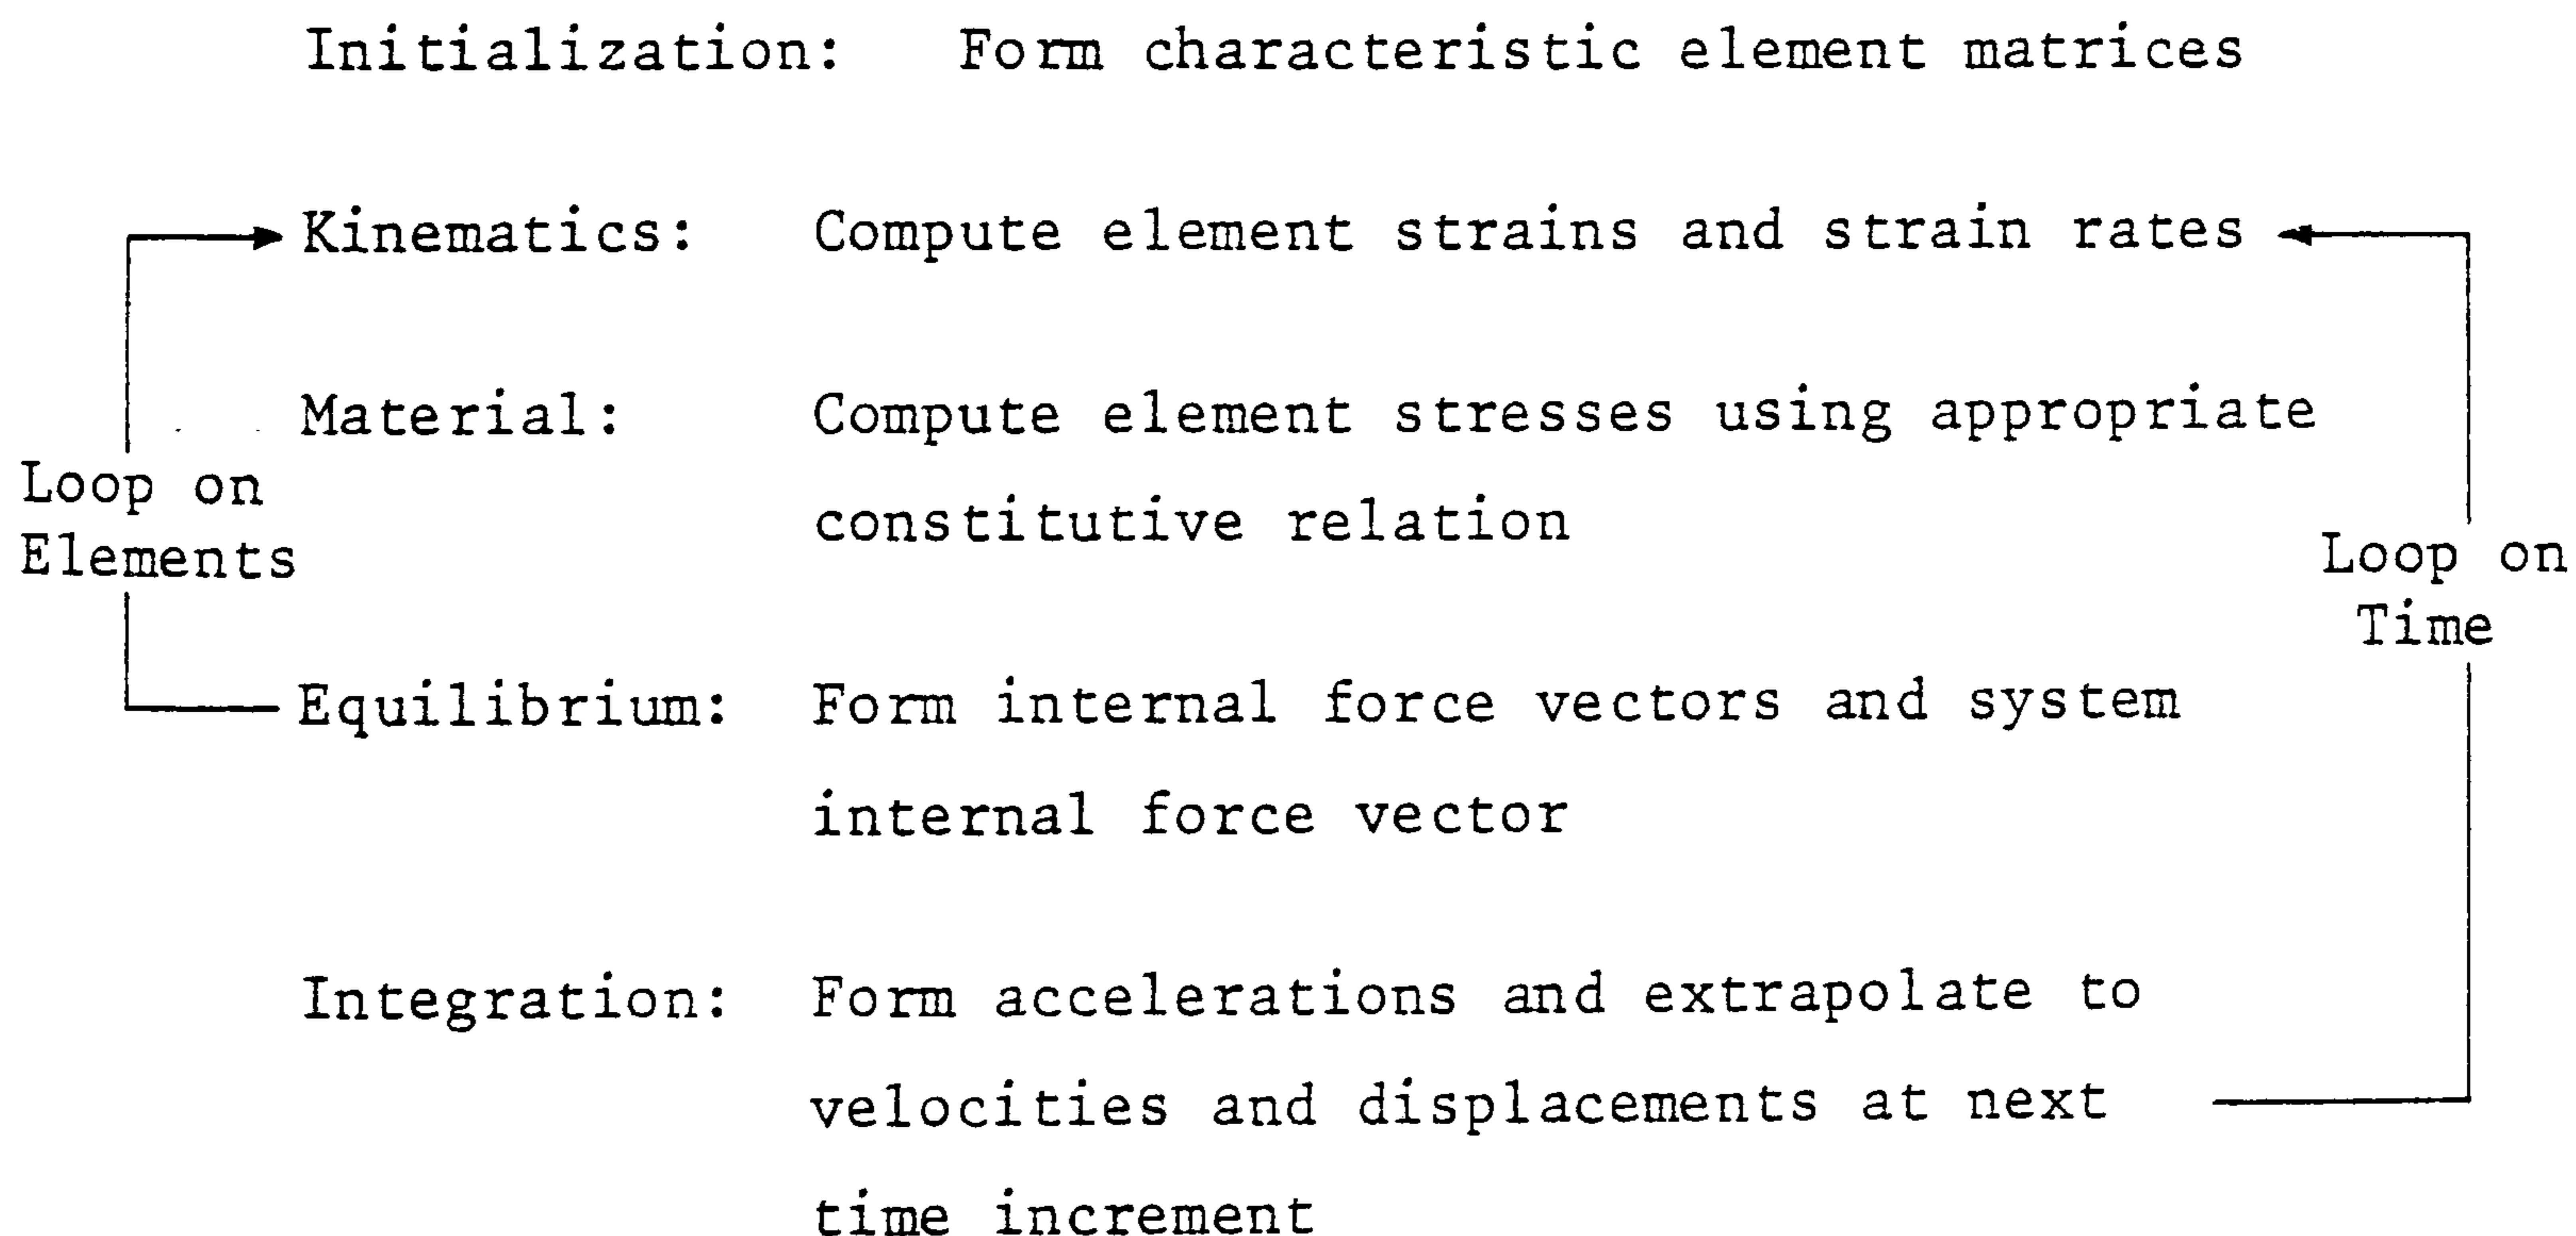 Initialization: Form characteristic element matrices
Kinematics: Compute element strains and strain rates
Material: Compute element stresses using appropriate
constitutive relation
Loop on
Elements
Loop on
Time
Equilibrium: Form internal force vectors and system
internal force vector
Integration: Form accelerations and extrapolate to
velocities and displacements at next
time increment